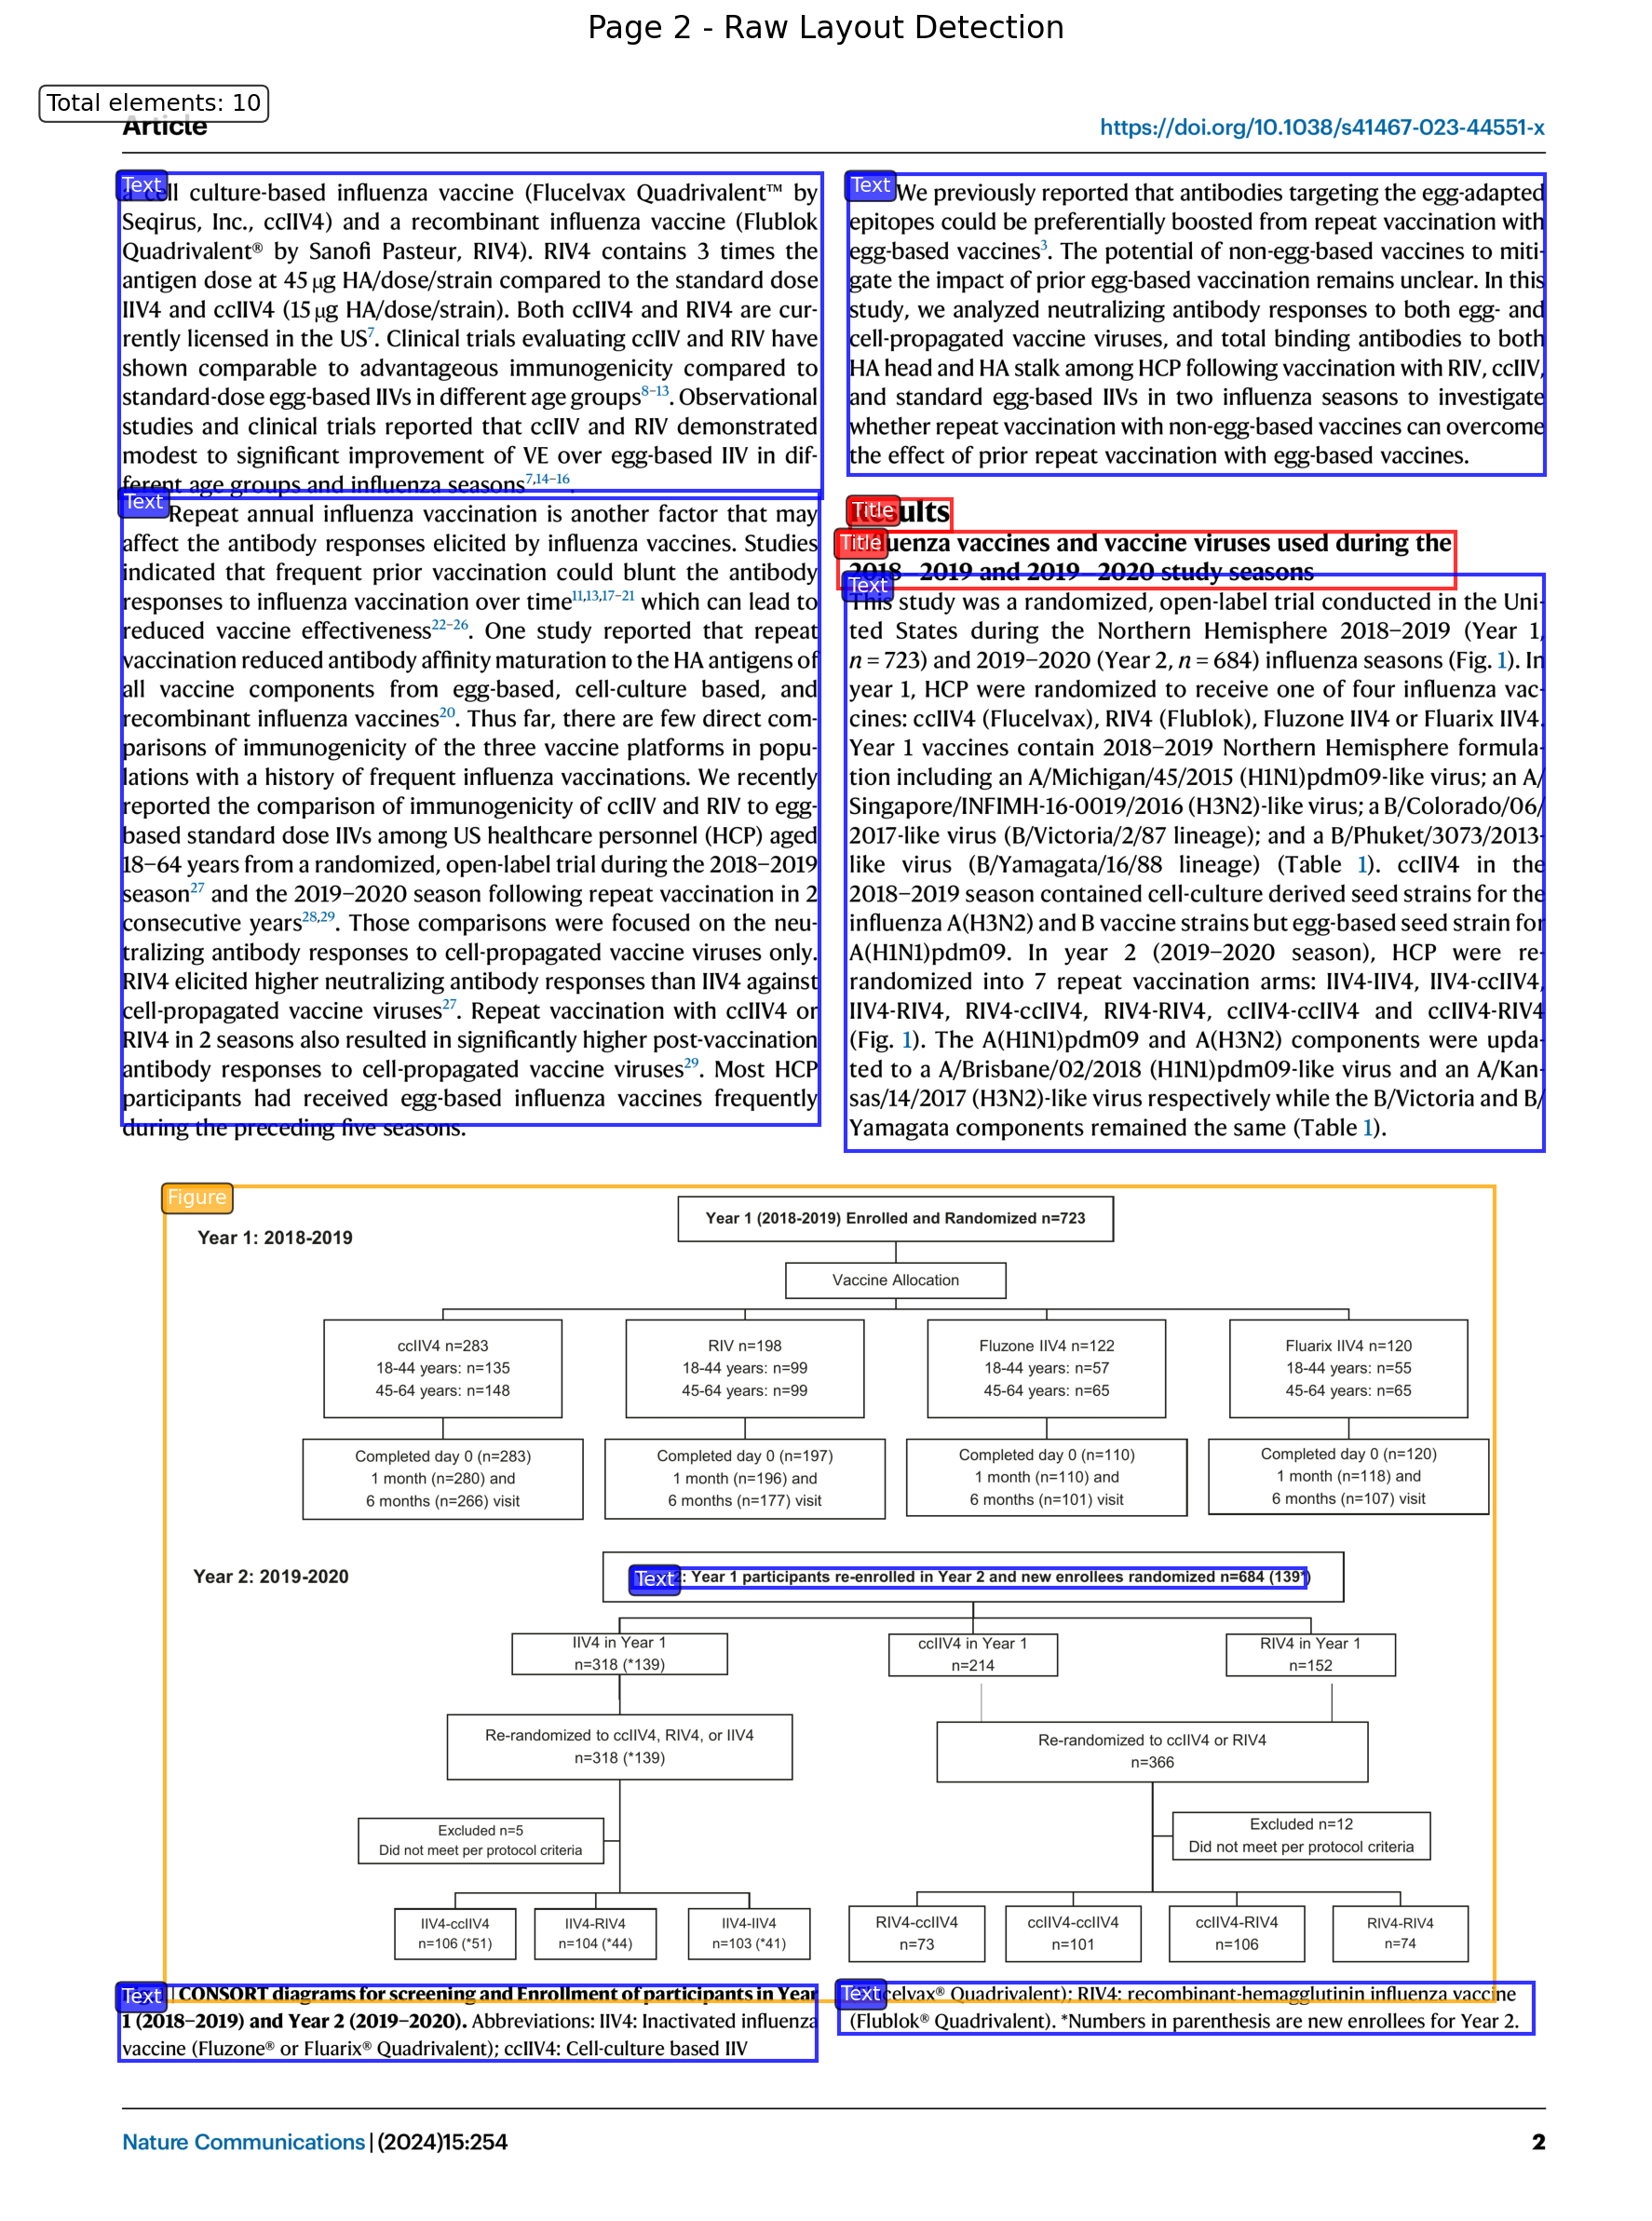 Page 2 - Raw Layout Detection
Total elements: 10
Article
https://doi.org/10.1038/s41467-023-44551-x
Text
cell culture-based influenza vaccine (Flucelvax Quadrivalent™ by
Seqirus, Inc., ccIIV4) and a recombinant influenza vaccine (Flublok
Quadrivalent® by Sanofi Pasteur, RIV4). RIV4 contains 3 times the
antigen dose at 45 μg HA/dose/strain compared to the standard dose
IIV4 and ccIIV4 (15 μg HA/dose/strain). Both ccIIV4 and RIV4 are cur-
rently licensed in the US7. Clinical trials evaluating ccIIV and RIV have
shown comparable to advantageous immunogenicity compared to
standard-dose egg-based IIVs in different age groups8–13. Observational
studies and clinical trials reported that ccIIV and RIV demonstrated
modest to significant improvement of VE over egg-based IIV in dif-
ferent age groups and influenza seasons7,14–16.
Text
Repeat annual influenza vaccination is another factor that may
affect the antibody responses elicited by influenza vaccines. Studies
indicated that frequent prior vaccination could blunt the antibody
responses to influenza vaccination over time11,13,17–21 which can lead to
reduced vaccine effectiveness22–26. One study reported that repeat
vaccination reduced antibody affinity maturation to the HA antigens of
all vaccine components from egg-based, cell-culture based, and
recombinant influenza vaccines20. Thus far, there are few direct com-
parisons of immunogenicity of the three vaccine platforms in popu-
lations with a history of frequent influenza vaccinations. We recently
reported the comparison of immunogenicity of ccIIV and RIV to egg-
based standard dose IIVs among US healthcare personnel (HCP) aged
18–64 years from a randomized, open-label trial during the 2018–2019
season27 and the 2019–2020 season following repeat vaccination in 2
consecutive years28,29. Those comparisons were focused on the neu-
tralizing antibody responses to cell-propagated vaccine viruses only.
RIV4 elicited higher neutralizing antibody responses than IIV4 against
cell-propagated vaccine viruses27. Repeat vaccination with ccIIV4 or
RIV4 in 2 seasons also resulted in significantly higher post-vaccination
antibody responses to cell-propagated vaccine viruses29. Most HCP
participants had received egg-based influenza vaccines frequently
during the preceding five seasons.
Text
We previously reported that antibodies targeting the egg-adapted
epitopes could be preferentially boosted from repeat vaccination with
egg-based vaccines3. The potential of non-egg-based vaccines to miti-
gate the impact of prior egg-based vaccination remains unclear. In this
study, we analyzed neutralizing antibody responses to both egg- and
cell-propagated vaccine viruses, and total binding antibodies to both
HA head and HA stalk among HCP following vaccination with RIV, ccIIV,
and standard egg-based IIVs in two influenza seasons to investigate
whether repeat vaccination with non-egg-based vaccines can overcome
the effect of prior repeat vaccination with egg-based vaccines.
Title
Results
Title
Influenza vaccines and vaccine viruses used during the
2018–2019 and 2019–2020 study seasons
Text
This study was a randomized, open-label trial conducted in the Uni-
ted States during the Northern Hemisphere 2018–2019 (Year 1,
n = 723) and 2019–2020 (Year 2, n = 684) influenza seasons (Fig. 1). In
year 1, HCP were randomized to receive one of four influenza vac-
cines: ccIIV4 (Flucelvax), RIV4 (Flublok), Fluzone IIV4 or Fluarix IIV4.
Year 1 vaccines contain 2018–2019 Northern Hemisphere formula-
tion including an A/Michigan/45/2015 (H1N1)pdm09-like virus; an A/
Singapore/INFIMH-16-0019/2016 (H3N2)-like virus; a B/Colorado/06/
2017-like virus (B/Victoria/2/87 lineage); and a B/Phuket/3073/2013-
like virus (B/Yamagata/16/88 lineage) (Table 1). ccIIV4 in the
2018–2019 season contained cell-culture derived seed strains for the
influenza A(H3N2) and B vaccine strains but egg-based seed strain for
A(H1N1)pdm09. In year 2 (2019–2020 season), HCP were re-
randomized into 7 repeat vaccination arms: IIV4-IIV4, IIV4-ccIIV4,
IIV4-RIV4, RIV4-ccIIV4, RIV4-RIV4, ccIIV4-ccIIV4 and ccIIV4-RIV4
(Fig. 1). The A(H1N1)pdm09 and A(H3N2) components were upda-
ted to a A/Brisbane/02/2018 (H1N1)pdm09-like virus and an A/Kan-
sas/14/2017 (H3N2)-like virus respectively while the B/Victoria and B/
Yamagata components remained the same (Table 1).
Figure
Year 1: 2018-2019
Year 1 (2018-2019) Enrolled and Randomized n=723
Vaccine Allocation
ccIIV4 n=283
18-44 years: n=135
45-64 years: n=148
RIV n=198
18-44 years: n=99
45-64 years: n=99
Fluzone IIV4 n=122
18-44 years: n=57
45-64 years: n=65
Fluarix IIV4 n=120
18-44 years: n=55
45-64 years: n=65
Completed day 0 (n=283)
1 month (n=280) and
6 months (n=266) visit
Completed day 0 (n=197)
1 month (n=196) and
6 months (n=177) visit
Completed day 0 (n=110)
1 month (n=110) and
6 months (n=101) visit
Completed day 0 (n=120)
1 month (n=118) and
6 months (n=107) visit
Year 2: 2019-2020
Text
2: Year 1 participants re-enrolled in Year 2 and new enrollees randomized n=684 (139*)
IIV4 in Year 1
n=318 (*139)
ccIIV4 in Year 1
n=214
RIV4 in Year 1
n=152
Re-randomized to ccIIV4, RIV4, or IIV4
n=318 (*139)
Re-randomized to ccIIV4 or RIV4
n=366
Excluded n=5
Did not meet per protocol criteria
Excluded n=12
Did not meet per protocol criteria
IIV4-ccIIV4
n=106 (*51)
IIV4-RIV4
n=104 (*44)
IIV4-IIV4
n=103 (*41)
RIV4-ccIIV4
n=73
ccIIV4-ccIIV4
n=101
ccIIV4-RIV4
n=106
RIV4-RIV4
n=74
Text
| CONSORT diagrams for screening and Enrollment of participants in Year
1 (2018–2019) and Year 2 (2019–2020). Abbreviations: IIV4: Inactivated influenza
vaccine (Fluzone® or Fluarix® Quadrivalent); ccIIV4: Cell-culture based IIV
Text
(Flucelvax® Quadrivalent); RIV4: recombinant-hemagglutinin influenza vaccine
(Flublok® Quadrivalent). *Numbers in parenthesis are new enrollees for Year 2.
Nature Communications | (2024)15:254
2